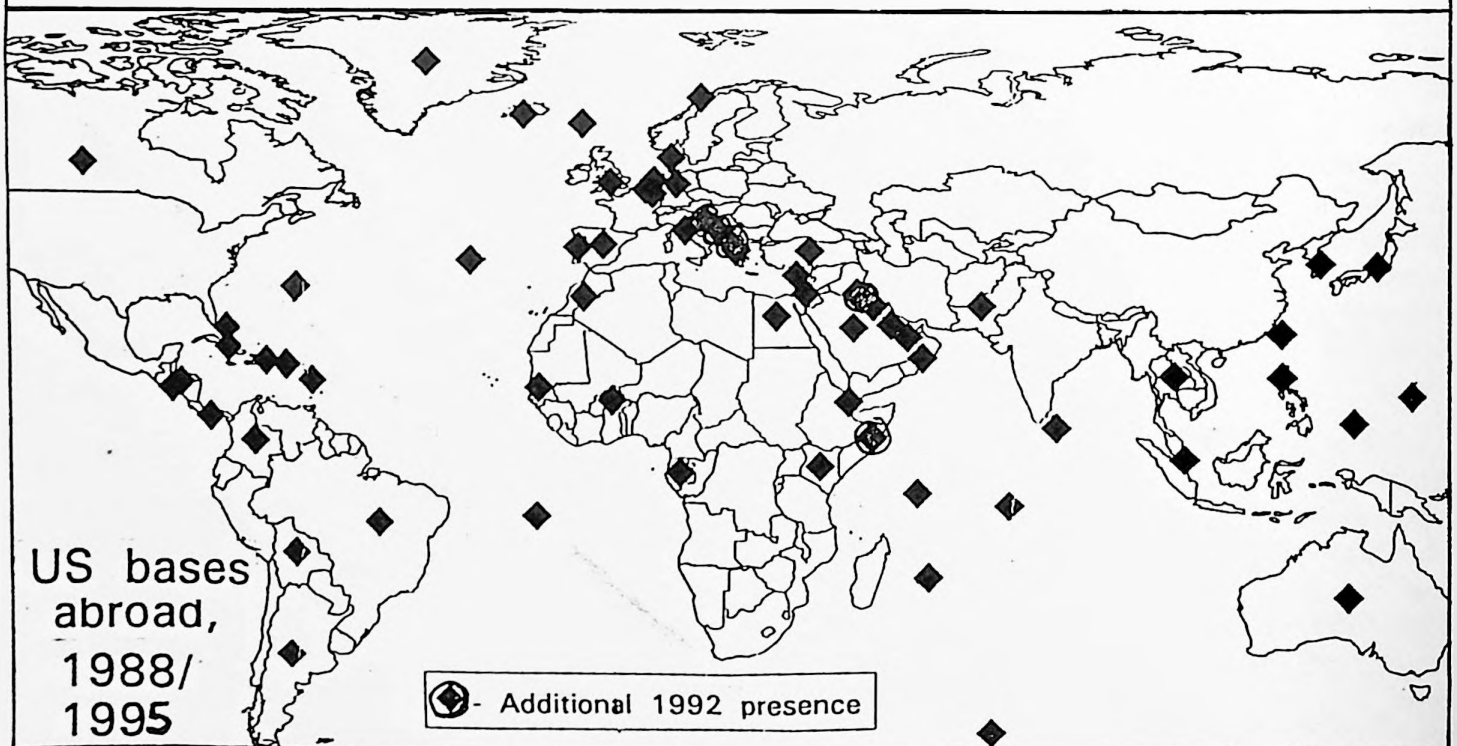 US bases
abroad,
1988/
1995
- Additional 1992 presence